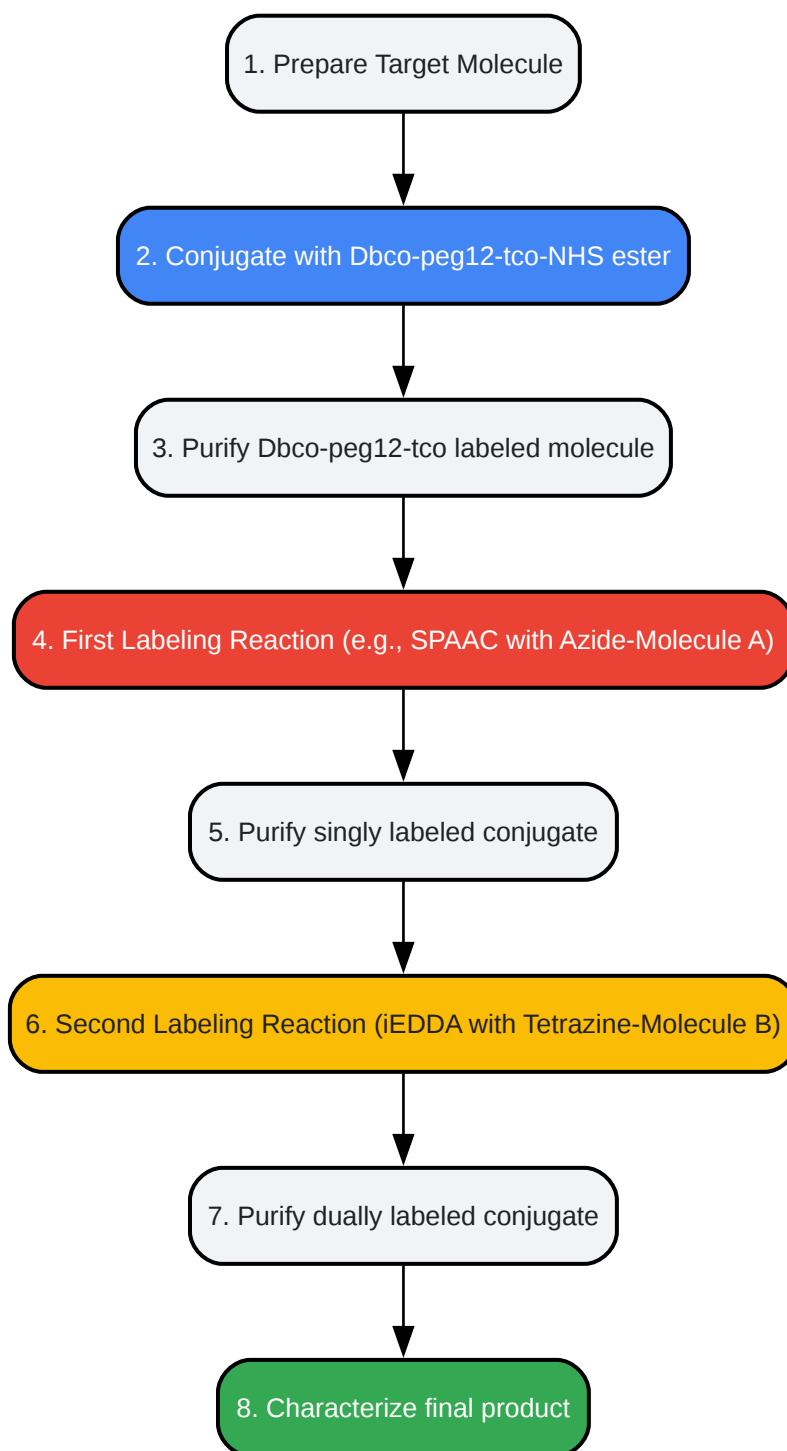 1. Prepare Target Molecule
2. Conjugate with Dbco-peg12-tco-NHS ester
3. Purify Dbco-peg12-tco labeled molecule
4. First Labeling Reaction (e.g., SPAAC with Azide-Molecule A)
5. Purify singly labeled conjugate
6. Second Labeling Reaction (iEDDA with Tetrazine-Molecule B)
7. Purify dually labeled conjugate
8. Characterize final product